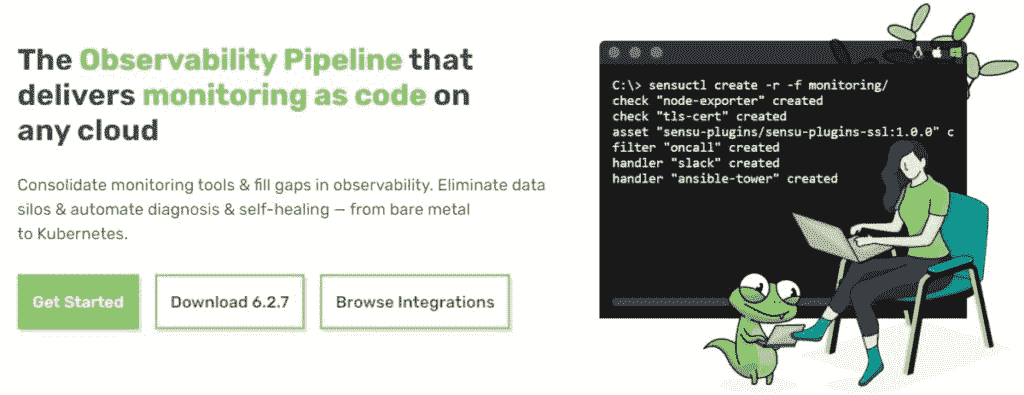 The Observability Pipeline that
delivers monitoring as code on
any cloud
Consolidate monitoring tools & fill gaps in observability. Eliminate data
silos & automate diagnosis & self-healing — from bare metal
to Kubernetes.
Get Started
Download 6.2.7
Browse Integrations
C:\> sensuctl create -r -f monitoring/
check "node-exporter" created
check "tls-cert" created
asset "sensu-plugins/sensu-plugins-ssl:1.0.0" c
filter "oncall" created
handler "slack" created
handler "ansible-tower" created